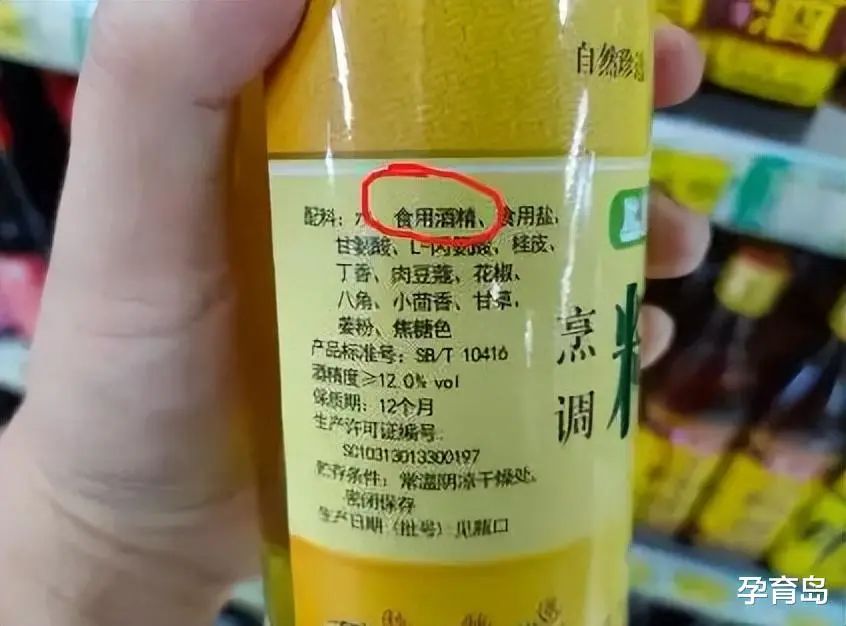 酒
自然珍
配料：水、食用酒精、食用盐、
甘氨酸、L-丙氨酸、桂皮、
丁香、肉豆蔻、花椒、
八角、小茴香、甘草、
姜粉、焦糖色
产品标准号：SB/T 10416
酒精度≥12.0% vol
保质期：12个月
生产许可证编号：
SC10313013300197
贮存条件：常温阴凉干燥处，
密闭保存
生产日期（批号）见瓶口
烹调
料
孕育岛